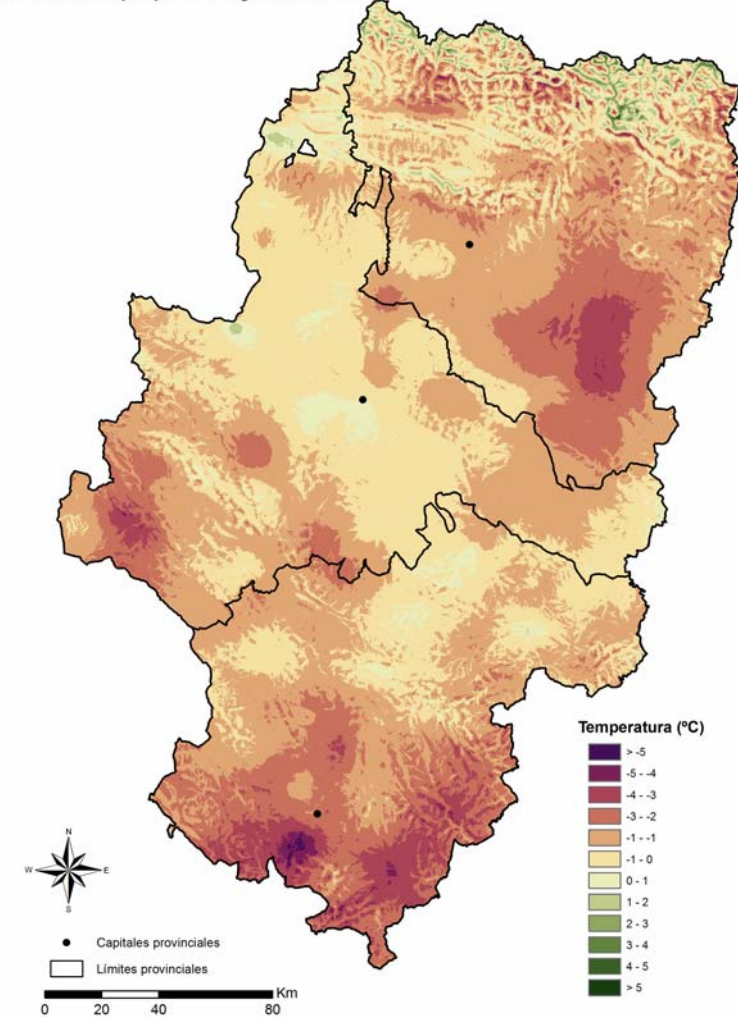 Temperatura (ºC)
> -5
-5 - -4
-4 - -3
-3 - -2
-1 - -1
-1 - 0
0 - 1
1 - 2
2 - 3
3 - 4
4 - 5
> 5
N
W
E
S
Capitales provinciales
Límites provinciales
Km
0 20 40 80